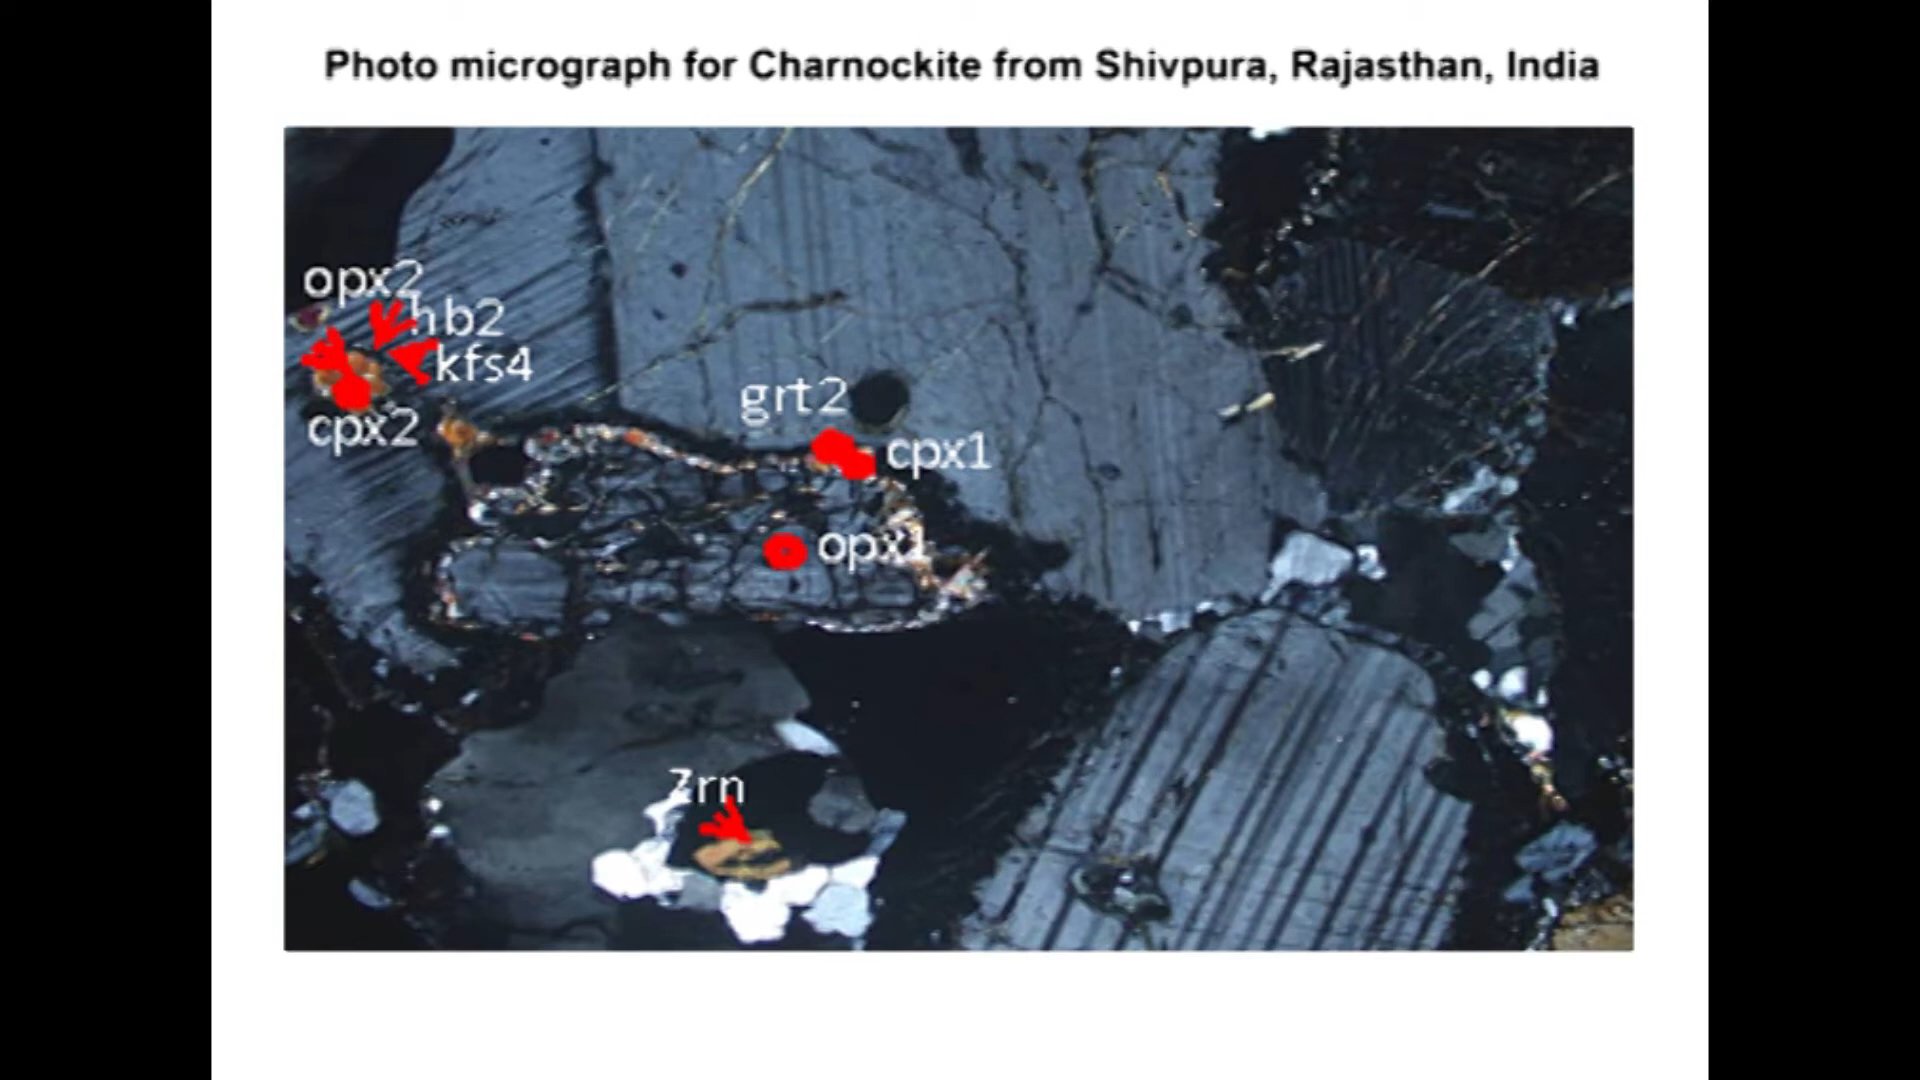 Photo micrograph for Charnockite from Shivpura, Rajasthan, India
opx2
hb2
kfs4
cpx2
grt2
cpx1
opx1
Zrn